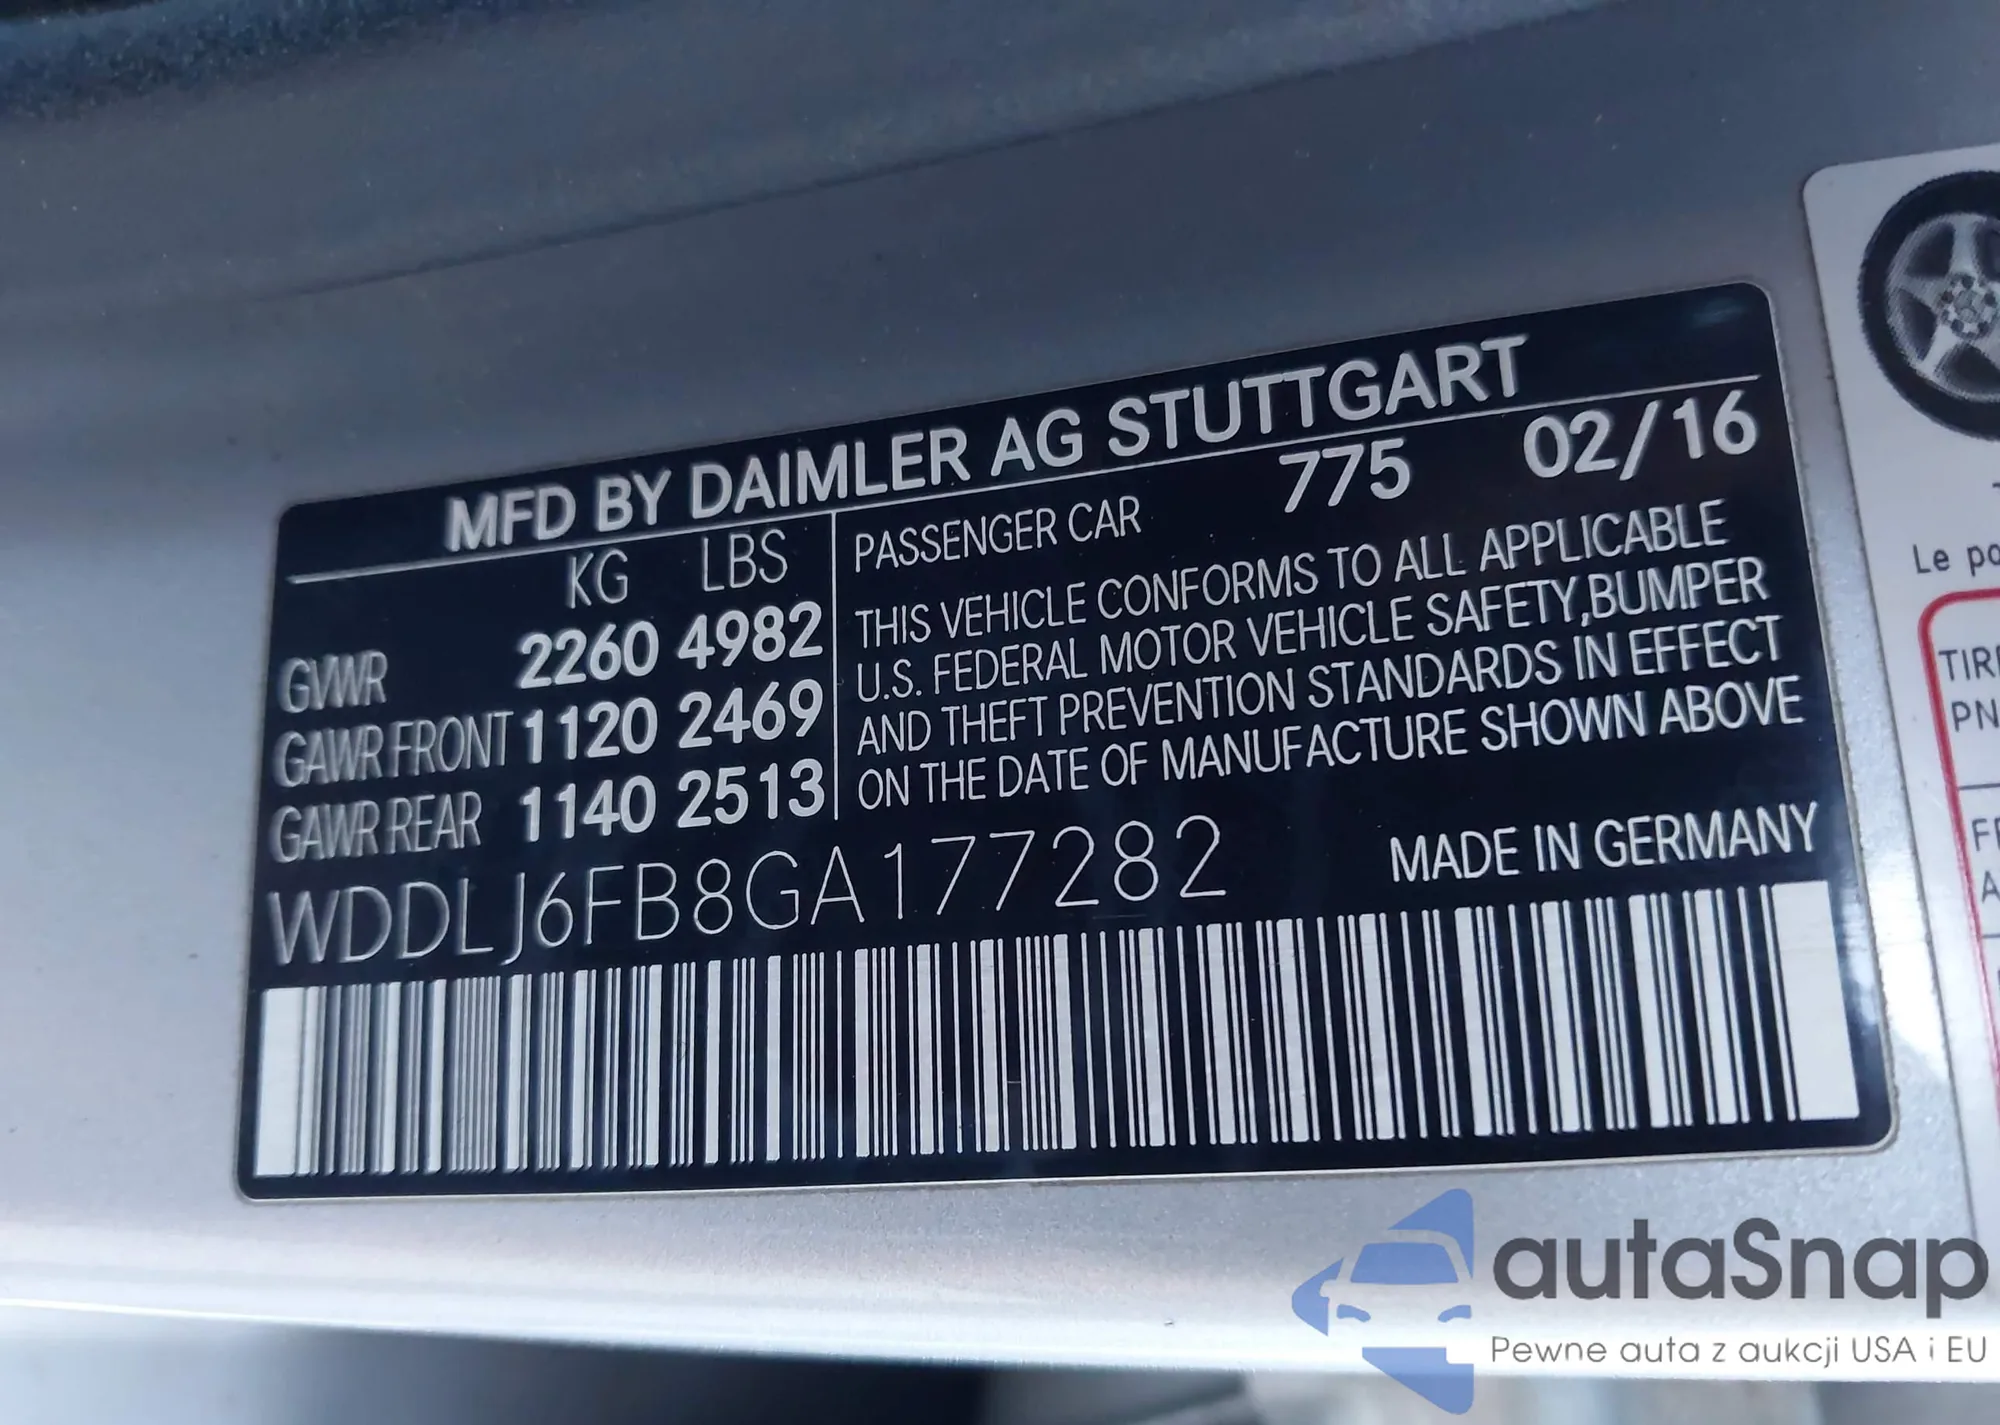 MFD BY DAIMLER AG STUTTGART
KG LBS
GVWR 2260 4982
GAWR FRONT 1120 2469
GAWR REAR 1140 2513
PASSENGER CAR 775 02/16
THIS VEHICLE CONFORMS TO ALL APPLICABLE
U.S. FEDERAL MOTOR VEHICLE SAFETY,BUMPER
AND THEFT PREVENTION STANDARDS IN EFFECT
ON THE DATE OF MANUFACTURE SHOWN ABOVE
WDDLJ6FB8GA177282
MADE IN GERMANY
Le
autaSnap
Pewne auta z aukcji USA i EU